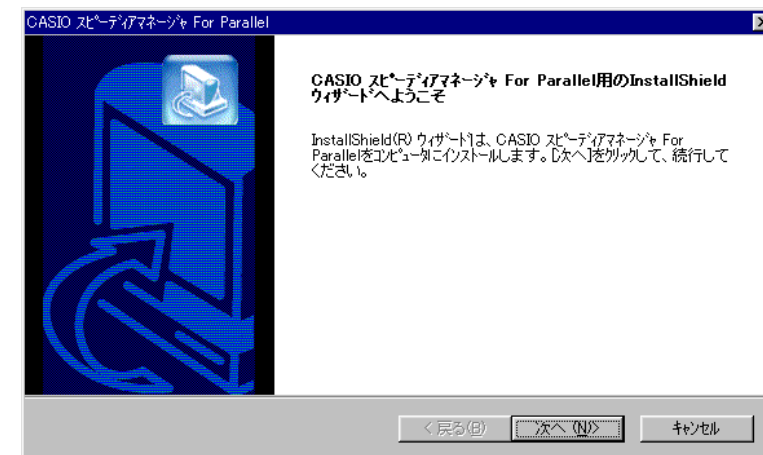 CASIO スピーディアマネージャ For Parallel
CASIO スピーディアマネージャ For Parallel用のInstallShield
ウィザードへようこそ
InstallShield(R) ウィザードは、CASIO スピーディアマネージャ For
Parallelをコンピュータにインストールします。[次へ]をクリックして、続行して
ください。
< 戻る(B)
次へ (N)>
キャンセル